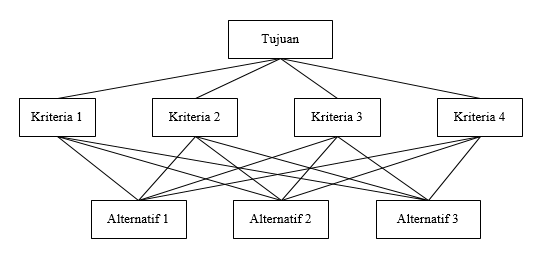 Tujuan
Kriteria 1
Kriteria 2
Kriteria 3
Kriteria 4
Alternatif 1
Alternatif 2
Alternatif 3